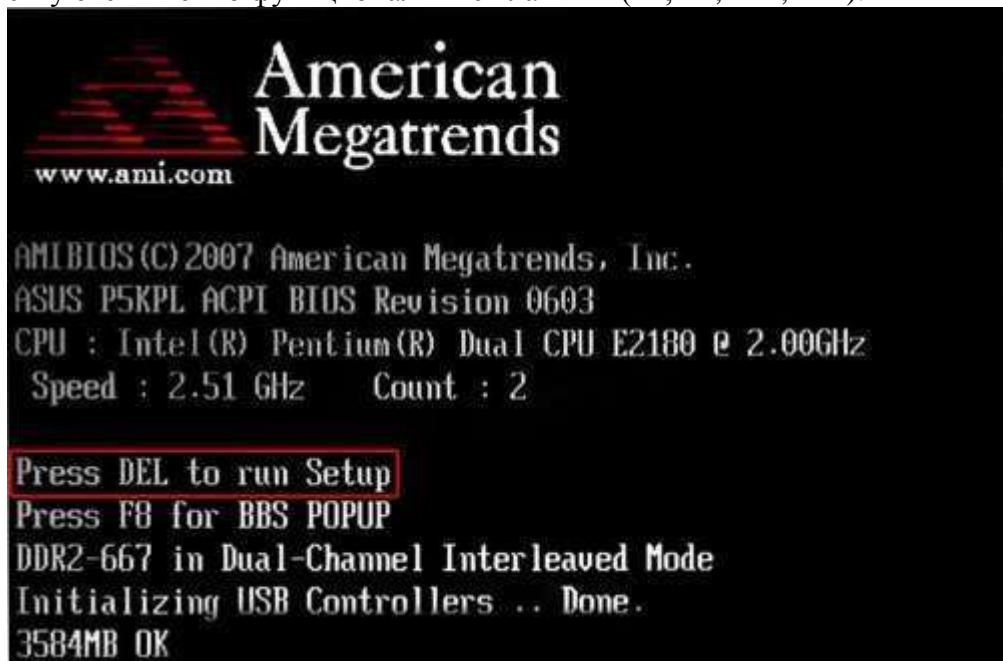 American
Megatrends
www.ami.com
AMIBIOS(C)2007 American Megatrends, Inc.
ASUS P5KPL ACPI BIOS Revision 0603
CPU : Intel(R) Pentium(R) Dual CPU E2180 @ 2.00GHz
Speed : 2.51 GHz Count : 2
Press DEL to run Setup
Press F8 for BBS POPUP
DDR2-667 in Dual-Channel Interleaved Mode
Initializing USB Controllers .. Done.
3584MB OK